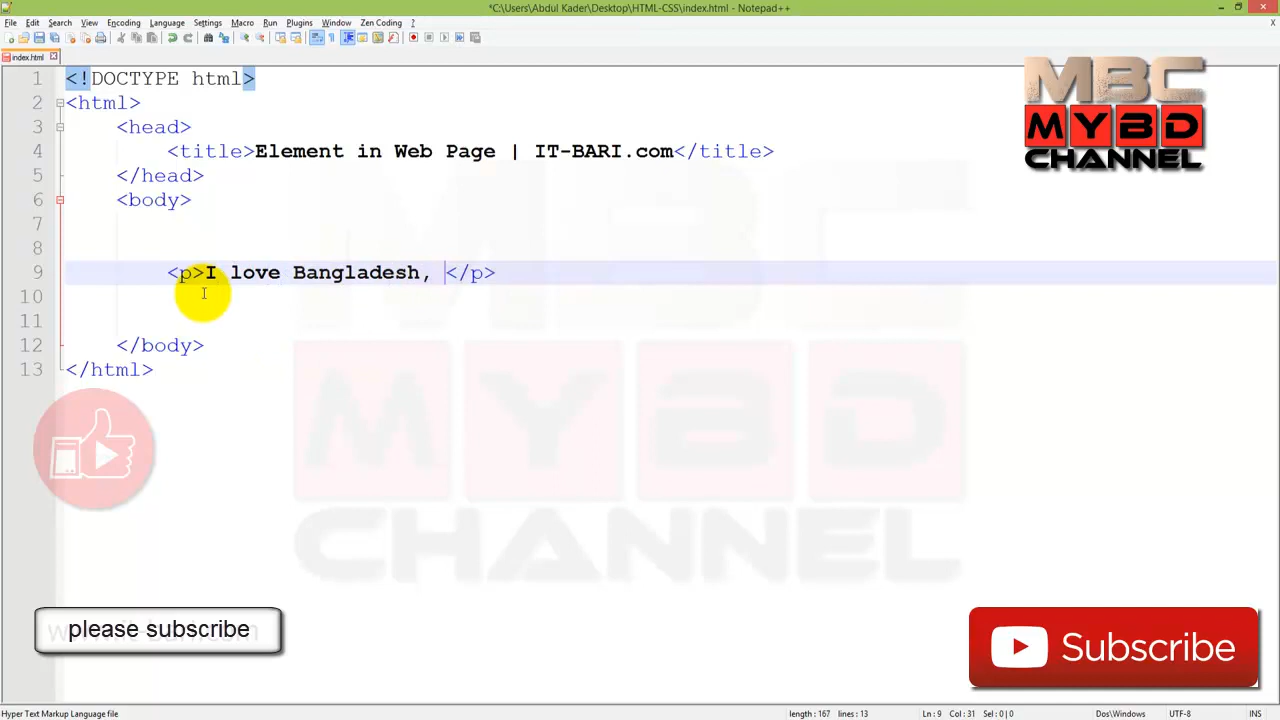 *C:\Users\Abdul Kader\Desktop\HTML-CSS\index.html - Notepad++
File Edit Search View Encoding Language Settings Macro Run Plugins Window Zen Coding ?
index.html
1 <!DOCTYPE html>
2 <html>
3 <head>
4 <title>Element in Web Page | IT-BARI.com</title>
5 </head>
6 <body>
7
8
9 <p>I love Bangladesh, </p>
10
11
12 </body>
13 </html>
MBC
MYBD
CHANNEL
MBC
MYBD
CHANNEL
please subscribe
Subscribe
Hyper Text Markup Language file length : 167 lines : 13 Ln : 9 Col : 31 Sel : 0 | 0 Dos\Windows UTF-8 INS